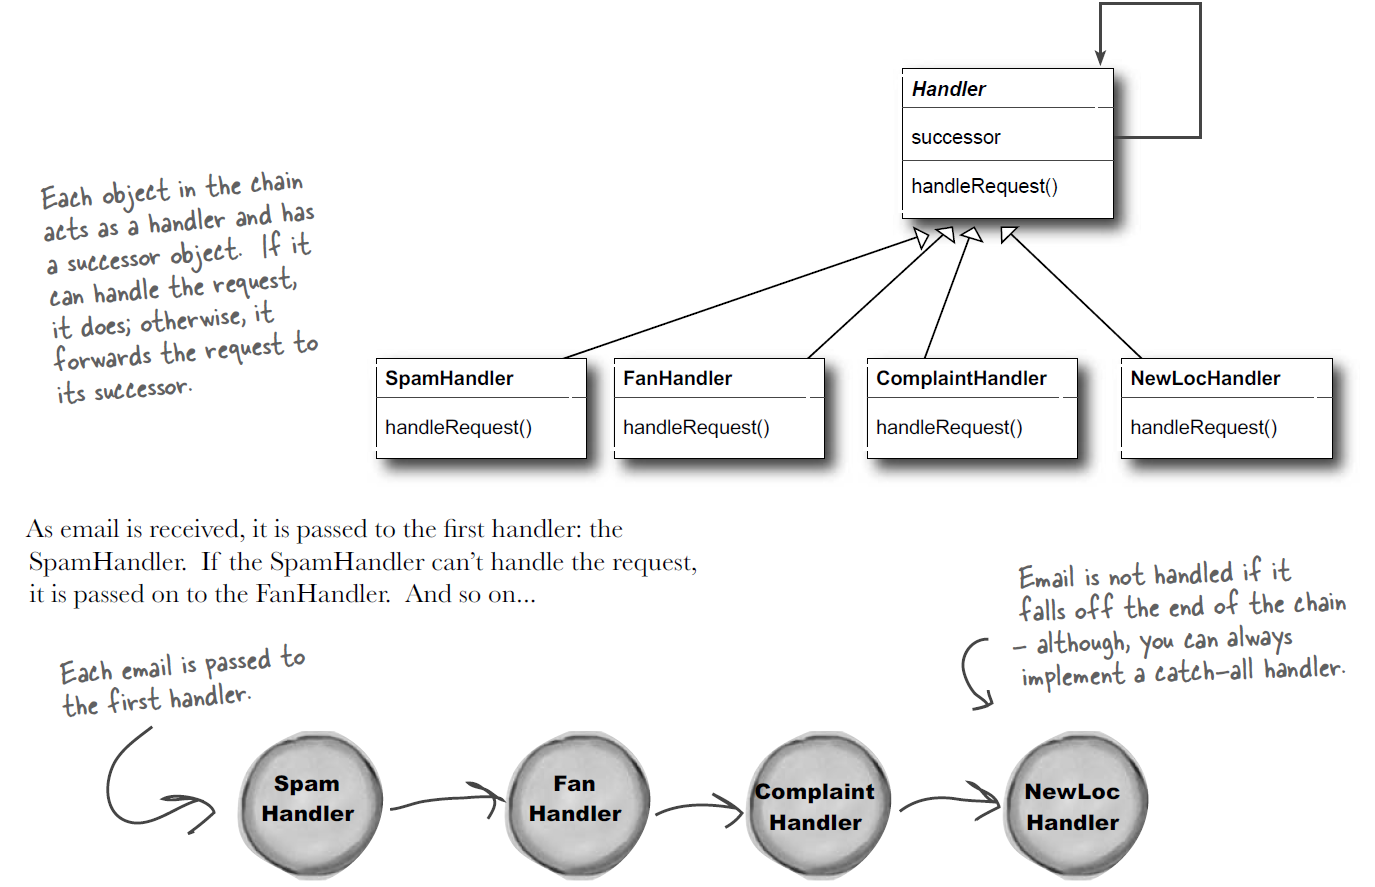 Handler
successor
handleRequest()
Each object in the chain
acts as a handler and has
a successor object.  If it
can handle the request,
it does; otherwise, it
forwards the request to
its successor.
SpamHandler
handleRequest()
FanHandler
handleRequest()
ComplaintHandler
handleRequest()
NewLocHandler
handleRequest()
As email is received, it is passed to the first handler: the
SpamHandler.  If the SpamHandler can’t handle the request,
it is passed on to the FanHandler.  And so on...
Email is not handled if it
falls off the end of the chain
– although, you can always
implement a catch-all handler.
Each email is passed to
the first handler.
Spam
Handler
Fan
Handler
Complaint
Handler
NewLoc
Handler